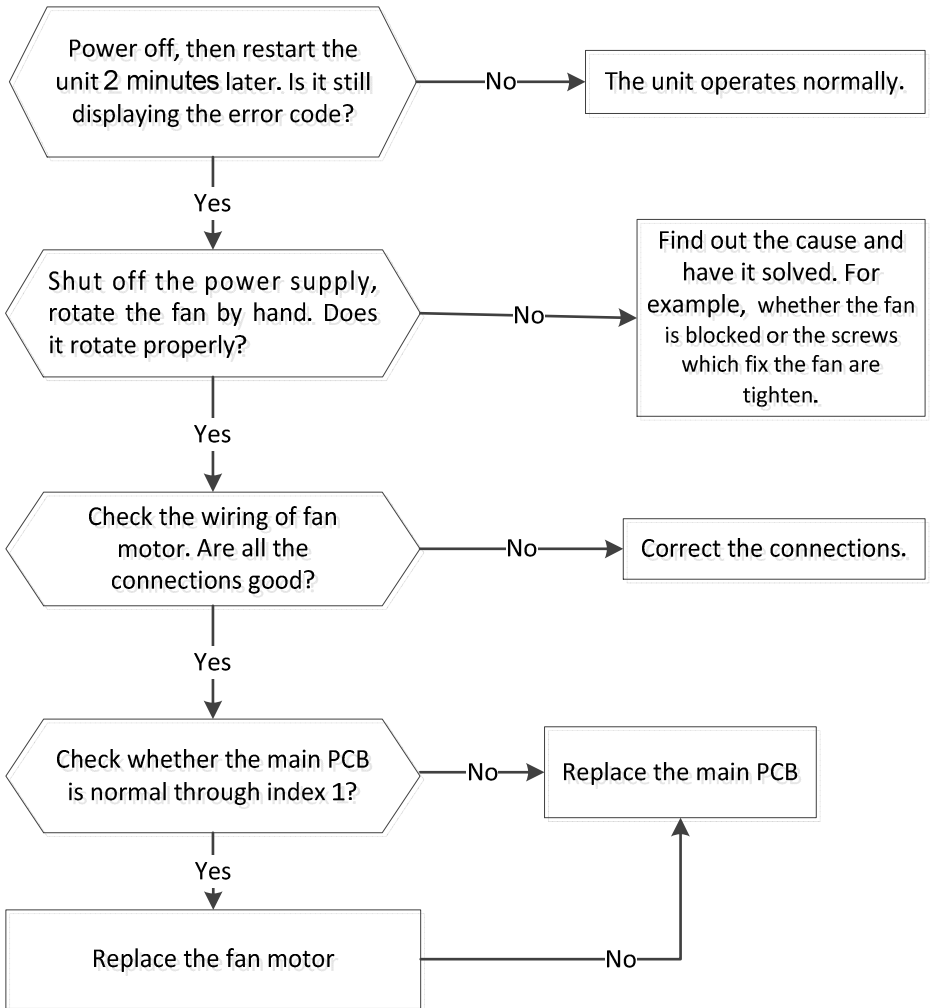 Power off, then restart the
unit 2 minutes later. Is it still
displaying the error code?
No
The unit operates normally.
Yes
Shut off the power supply,
rotate the fan by hand. Does
it rotate properly?
No
Find out the cause and
have it solved. For
example, whether the fan
is blocked or the screws
which fix the fan are
tighten.
Yes
Check the wiring of fan
motor. Are all the
connections good?
No
Correct the connections.
Yes
Check whether the main PCB
is normal through index 1?
No
Replace the main PCB
Yes
Replace the fan motor
No